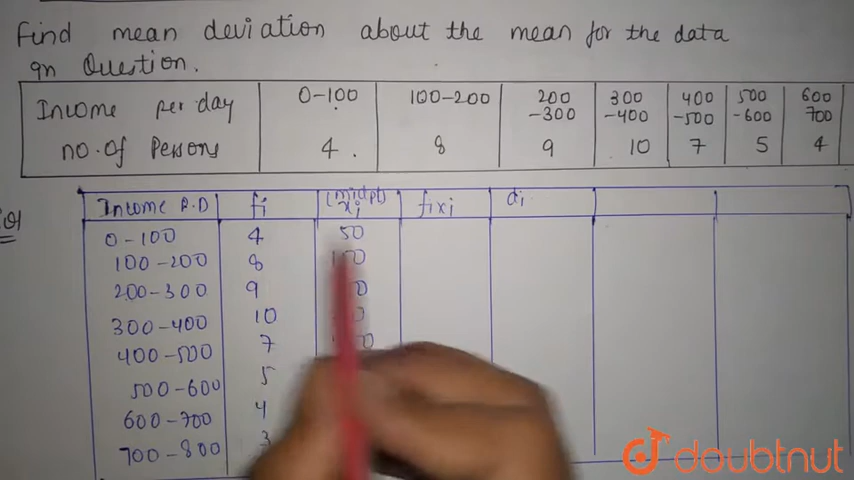 Find mean deviation about the mean for the data
gn Question.
Income per day 0-100 100-200 200-300 300-400 400-500 500-600 600 700
no.of Persons 4 . 8 9 10 7 5 4
Income P.D fi (midpt) xi fixi di
0-100 4 50
100-200 8
200-300 9
300-400 10
400-500 7
500-600 5
600-700 4
700-800 3
doubtnut